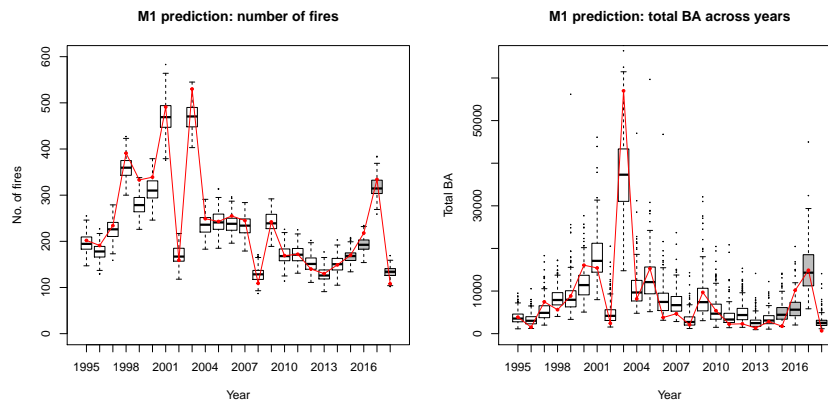 M1 prediction: number of fires
No. of fires
600
500
400
300
200
100
0
1995 1998 2001 2004 2007 2010 2013 2016
Year
M1 prediction: total BA across years
Total BA
50000
30000
10000
0
1995 1998 2001 2004 2007 2010 2013 2016
Year